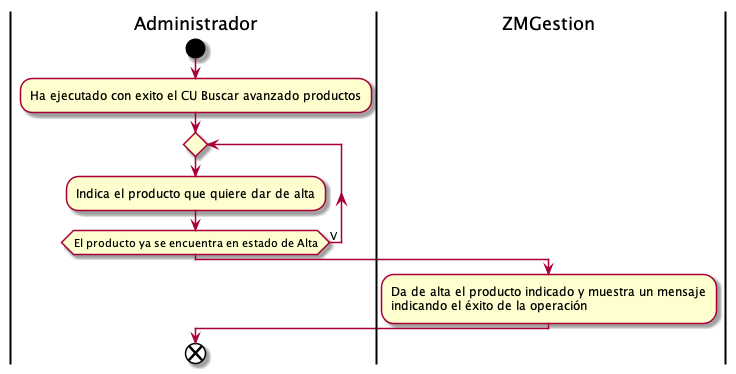 Administrador
ZMGestion
Ha ejecutado con exito el CU Buscar avanzado productos
Indica el producto que quiere dar de alta
El producto ya se encuentra en estado de Alta
V
Da de alta el producto indicado y muestra un mensaje
indicando el éxito de la operación